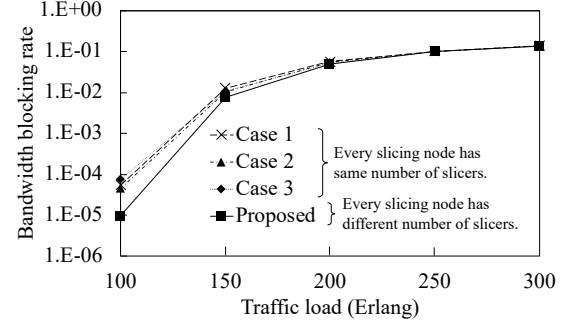 1.E+00
1.E-01
1.E-02
1.E-03
1.E-04
1.E-05
1.E-06
Bandwidth blocking rate
Case 1
Case 2
Case 3
Proposed
Every slicing node has
same number of slicers.
Every slicing node has
different number of slicers.
100 150 200 250 300
Traffic load (Erlang)